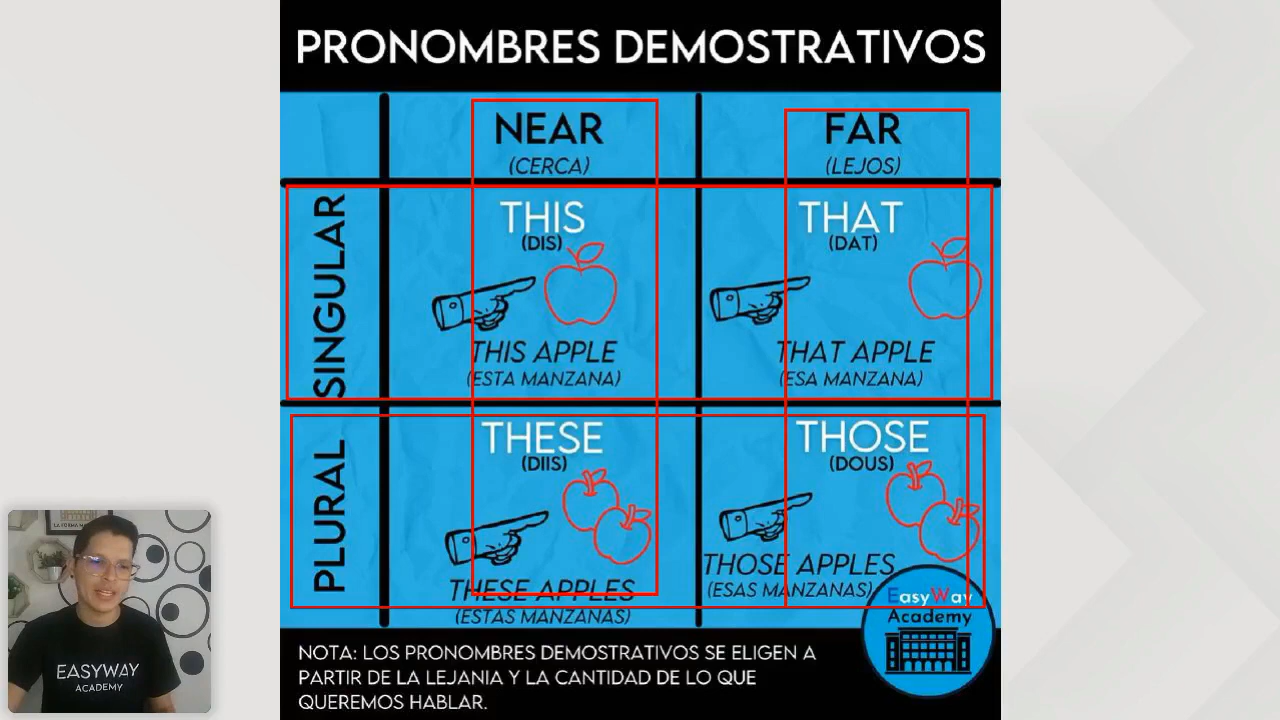 PRONOMBRES DEMOSTRATIVOS
NEAR
(CERCA)
FAR
(LEJOS)
SINGULAR
THIS
(DIS)
THIS APPLE
(ESTA MANZANA)
THAT
(DAT)
THAT APPLE
(ESA MANZANA)
PLURAL
THESE
(DIIS)
THESE APPLES
(ESTAS MANZANAS)
THOSE
(DOUS)
THOSE APPLES
(ESAS MANZANAS)
EasyWay
Academy
NOTA: LOS PRONOMBRES DEMOSTRATIVOS SE ELIGEN A
PARTIR DE LA LEJANIA Y LA CANTIDAD DE LO QUE
QUEREMOS HABLAR.
EASYWAY
ACADEMY